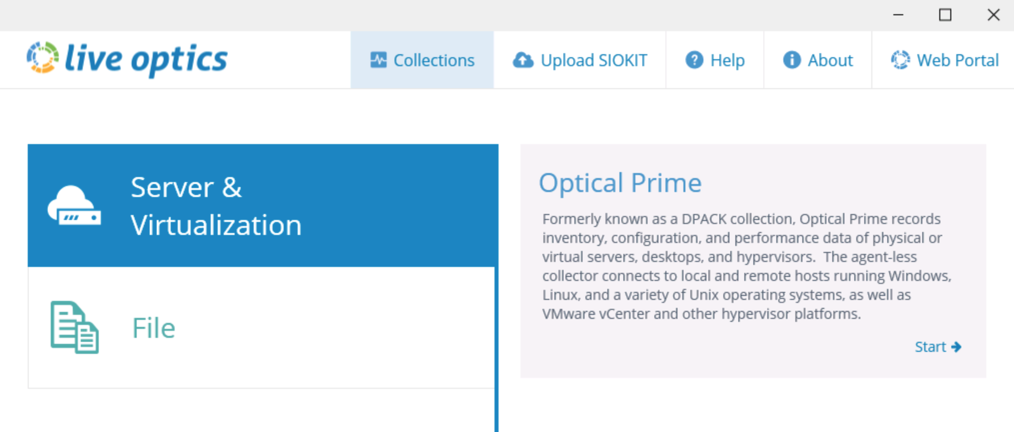 live optics
Collections
Upload SIOKIT
Help
About
Web Portal
Server &
Virtualization
File
Optical Prime
Formerly known as a DPACK collection, Optical Prime records
inventory, configuration, and performance data of physical or
virtual servers, desktops, and hypervisors.  The agent-less
collector connects to local and remote hosts running Windows,
Linux, and a variety of Unix operating systems, as well as
VMware vCenter and other hypervisor platforms.
Start